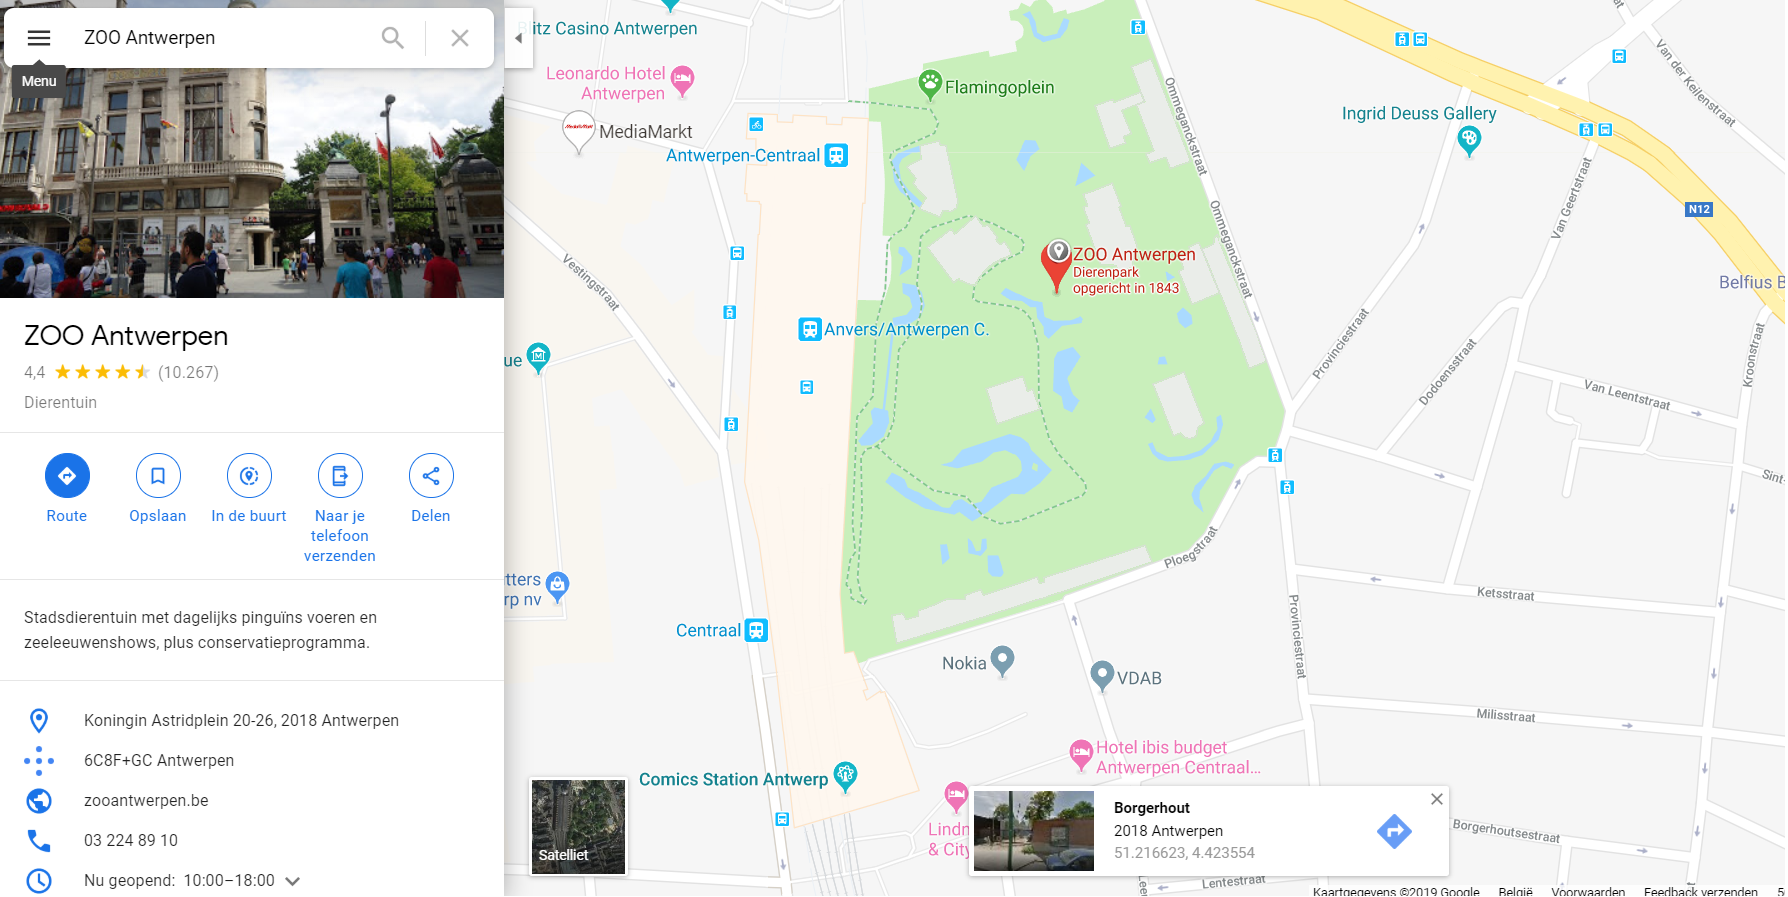 ZOO Antwerpen
Menu
ZOO Antwerpen
4,4
(10.267)
Dierentuin
Route
Opslaan
In de buurt
Naar je
telefoon
verzenden
Delen
Stadsdierentuin met dagelijks pinguïns voeren en
zeeleeuwenshows, plus conservatieprogramma.
Koningin Astridplein 20-26, 2018 Antwerpen
6C8F+GC Antwerpen
zooantwerpen.be
03 224 89 10
Nu geopend: 10:00–18:00
Blitz Casino Antwerpen
Leonardo Hotel
Antwerpen
MediaMarkt
MediaMarkt
Antwerpen-Centraal
Flamingoplein
Ommeganckstraat
Ommeganckstraat
Ingrid Deuss Gallery
Van der Keilenstraat
Van Geertstraat
N12
Belfius B
ZOO Antwerpen
Dierenpark
opgericht in 1843
Vestingstraat
Anvers/Antwerpen C.
ue
Provinciestraat
Dodoensstraat
Van Leentstraat
Kroonstraat
Sint-
tters
rp nv
Ploegstraat
Ketsstraat
Provinciestraat
Centraal
Nokia
VDAB
Milisstraat
Hotel ibis budget
Antwerpen Centraal...
Comics Station Antwerp
Lindn
& City
Satelliet
Borgerhout
2018 Antwerpen
51.216623, 4.423554
Borgerhoutsestraat
Lentestraat
Kaartgegevens ©2019 Google
België
Voorwaarden
Feedback verzenden